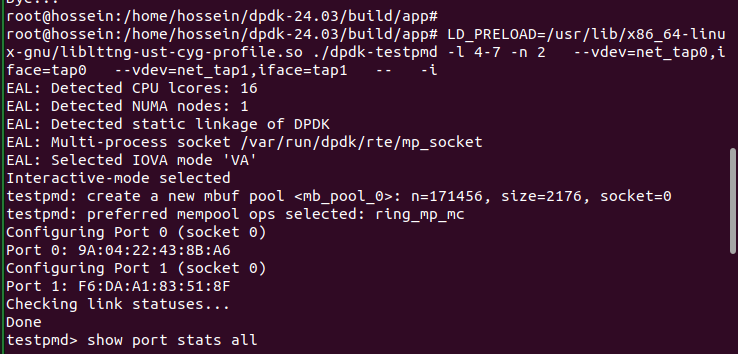 root@hossein:/home/hossein/dpdk-24.03/build/app#
root@hossein:/home/hossein/dpdk-24.03/build/app# LD_PRELOAD=/usr/lib/x86_64-linu
x-gnu/liblttng-ust-cyg-profile.so ./dpdk-testpmd -l 4-7 -n 2   --vdev=net_tap0,i
face=tap0   --vdev=net_tap1,iface=tap1   --  -i
EAL: Detected CPU lcores: 16
EAL: Detected NUMA nodes: 1
EAL: Detected static linkage of DPDK
EAL: Multi-process socket /var/run/dpdk/rte/mp_socket
EAL: Selected IOVA mode 'VA'
Interactive-mode selected
testpmd: create a new mbuf pool <mb_pool_0>: n=171456, size=2176, socket=0
testpmd: preferred mempool ops selected: ring_mp_mc
Configuring Port 0 (socket 0)
Port 0: 9A:04:22:43:8B:A6
Configuring Port 1 (socket 0)
Port 1: F6:DA:A1:83:51:8F
Checking link statuses...
Done
testpmd> show port stats all